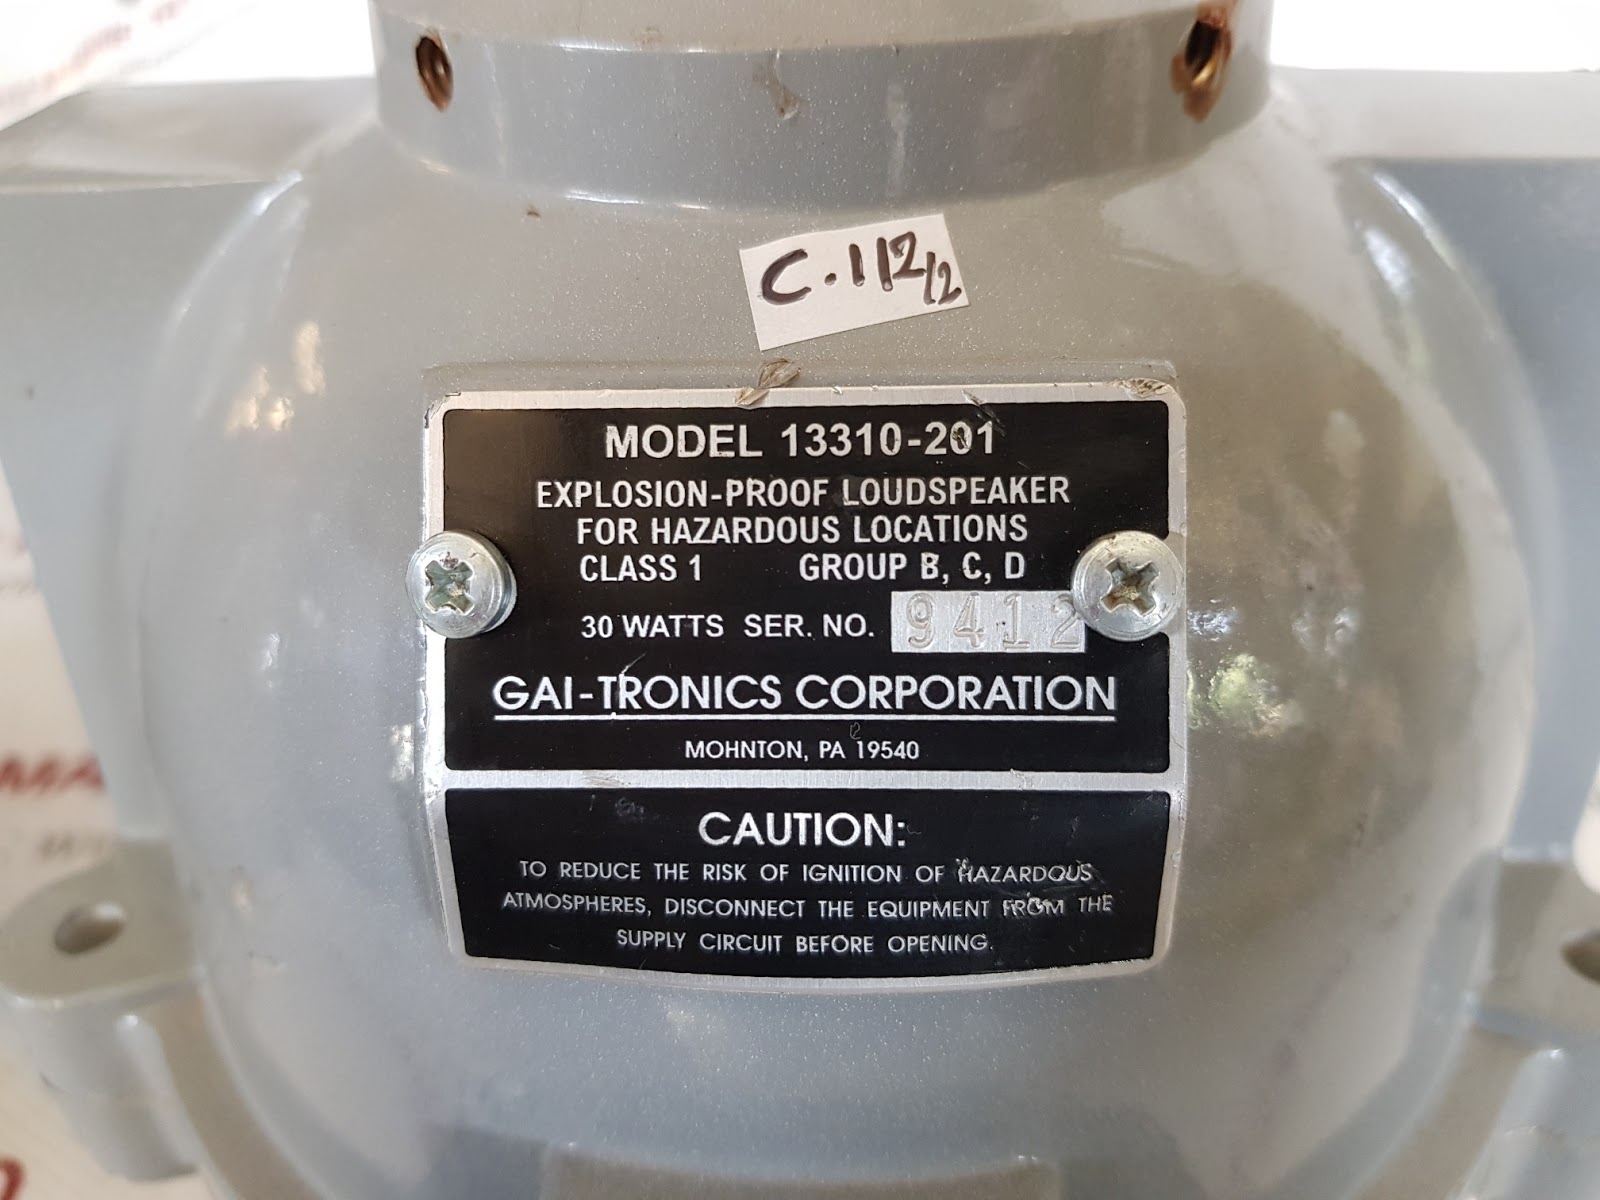 C.112/2
MODEL 13310-201
EXPLOSION-PROOF LOUDSPEAKER
FOR HAZARDOUS LOCATIONS
CLASS 1 GROUP B, C, D
30 WATTS SER. NO. 9412
GAI-TRONICS CORPORATION
MOHNTON, PA 19540
CAUTION:
TO REDUCE THE RISK OF IGNITION OF HAZARDOUS
ATMOSPHERES, DISCONNECT THE EQUIPMENT FROM THE
SUPPLY CIRCUIT BEFORE OPENING.